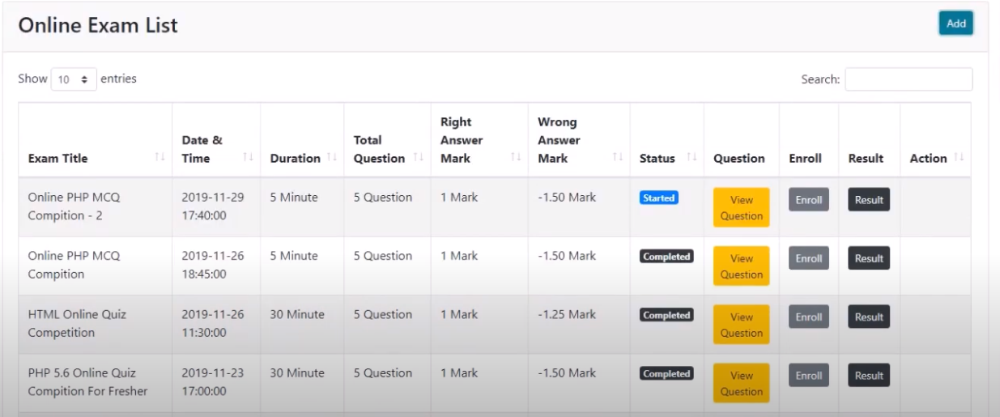 Online Exam List
Add
Show 10 entries
Search:
Exam Title
Date & Time
Duration
Total Question
Right Answer Mark
Wrong Answer Mark
Status
Question
Enroll
Result
Action
Online PHP MCQ Compition - 2
2019-11-29 17:40:00
5 Minute
5 Question
1 Mark
-1.50 Mark
Started
View Question
Enroll
Result
Online PHP MCQ Compition
2019-11-26 18:45:00
5 Minute
5 Question
1 Mark
-1.50 Mark
Completed
View Question
Enroll
Result
HTML Online Quiz Competition
2019-11-26 11:30:00
30 Minute
5 Question
1 Mark
-1.25 Mark
Completed
View Question
Enroll
Result
PHP 5.6 Online Quiz Compition For Fresher
2019-11-23 17:00:00
30 Minute
5 Question
1 Mark
-1.50 Mark
Completed
View Question
Enroll
Result